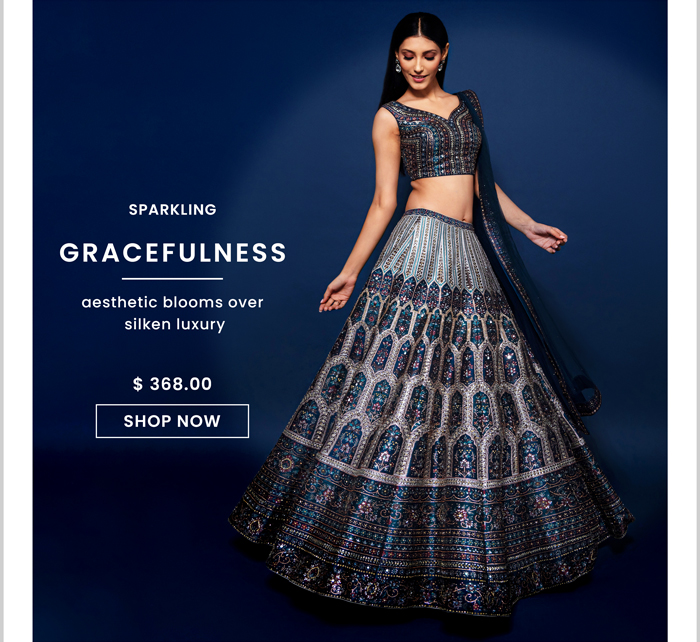 SPARKLING
GRACEFULNESS
aesthetic blooms over
silken luxury
$ 368.00
SHOP NOW